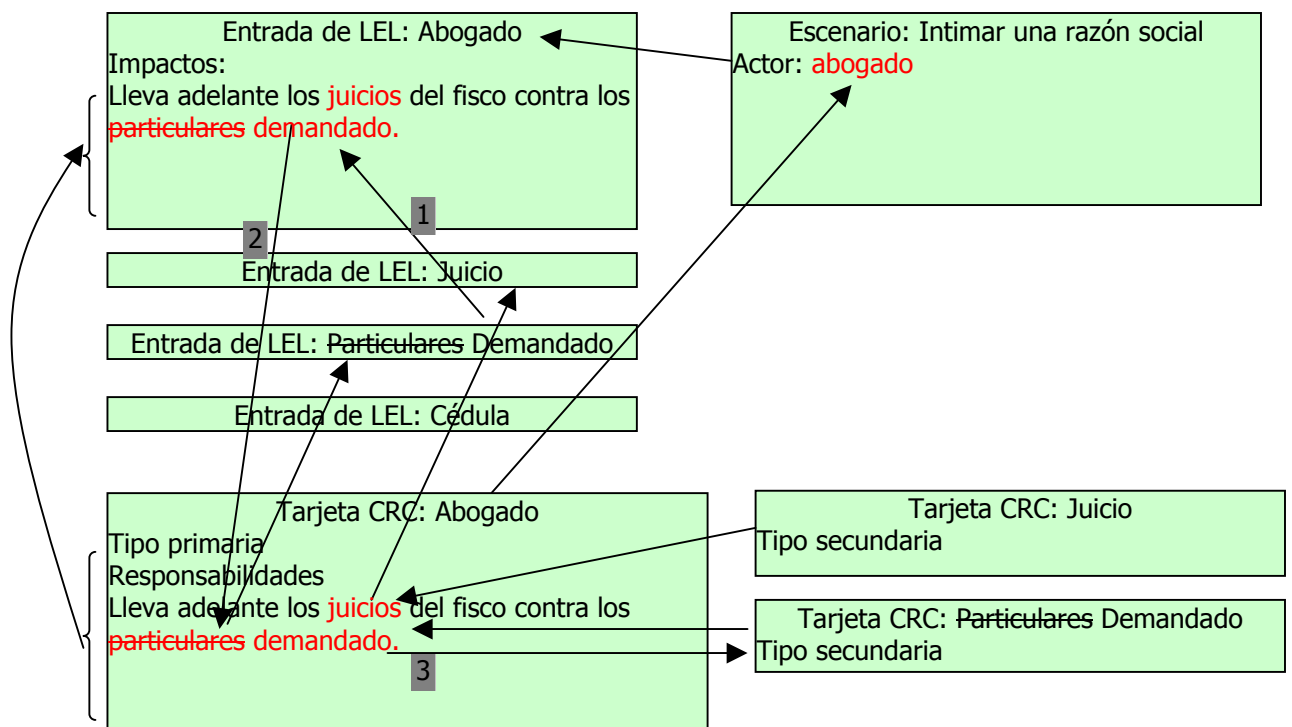 Entrada de LEL: Abogado
Impactos:
Lleva adelante los juicios del fisco contra los
particulares demandado.
Escenario: Intimar una razón social
Actor: abogado
1
2
Entrada de LEL: Juicio
Entrada de LEL: Particulares Demandado
Entrada de LEL: Cédula
Tarjeta CRC: Abogado
Tipo primaria
Responsabilidades
Lleva adelante los juicios del fisco contra los
particulares demandado.
3
Tarjeta CRC: Juicio
Tipo secundaria
Tarjeta CRC: Particulares Demandado
Tipo secundaria